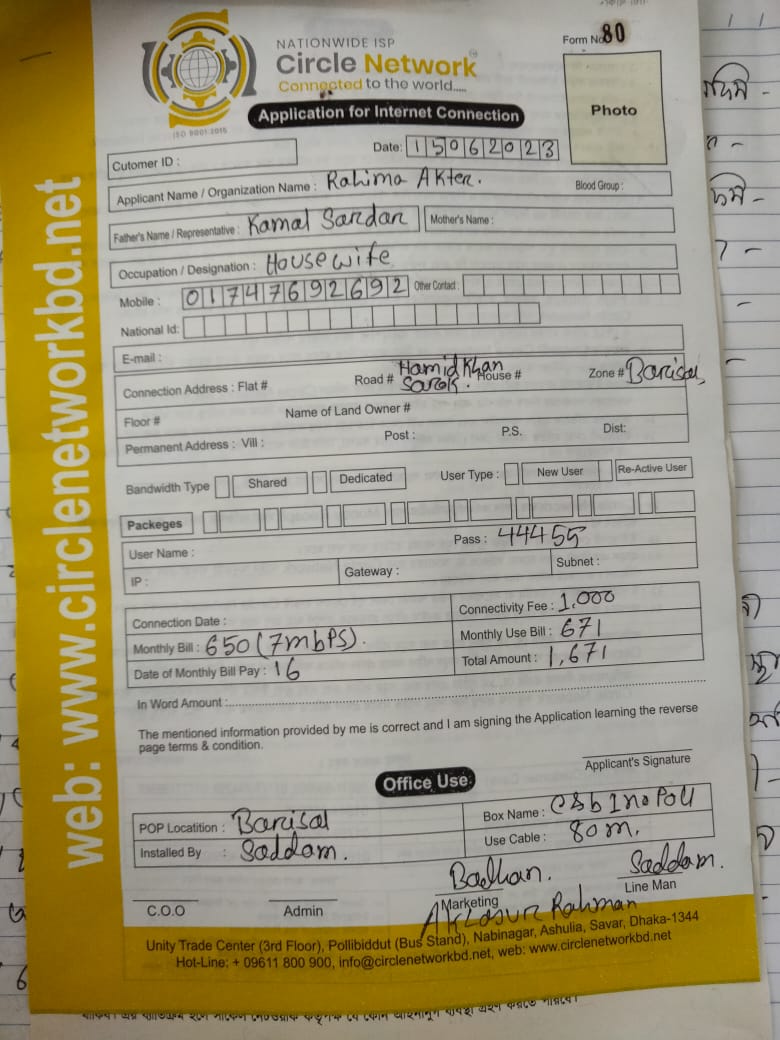 NATIONWIDE ISP
Circle Network
Connected to the world.....
ISO 9001:2015
Form No 80
Photo
Application for Internet Connection
Cutomer ID :
Date: 15062023
Applicant Name / Organization Name : Rahima Akter. Blood Group :
Father's Name / Representative : Kamal Sardar Mother's Name :
Occupation / Designation : Housewife
Mobile : 01747692692 Other Contact :
National Id:
E-mail :
Connection Address : Flat # Road # Hamid Khan Sarok. House # Zone # Barisal,
Floor # Name of Land Owner #
Permanent Address : Vill : Post : P.S. Dist:
Bandwidth Type Shared Dedicated User Type : New User Re-Active User
Packeges
User Name : Pass : 44455
IP : Gateway : Subnet :
Connection Date : Connectivity Fee : 1,000
Monthly Bill : 650 (7mbPS). Monthly Use Bill : 671
Date of Monthly Bill Pay : 16 Total Amount : 1,671
In Word Amount :
The mentioned information provided by me is correct and I am signing the Application learning the reverse
page terms & condition.
Applicant's Signature
Office Use:
POP Locatition : Barisal Box Name :
Installed By : Saddam. Use Cable : 80m.
Badhan. Saddam.
C.O.O Admin Marketing Line Man
Rahman
Unity Trade Center (3rd Floor), Pollibiddut (Bus Stand), Nabinagar, Ashulia, Savar, Dhaka-1344
Hot-Line: + 09611 800 900, info@circlenetworkbd.net, web: www.circlenetworkbd.net
web: www.circlenetworkbd.net